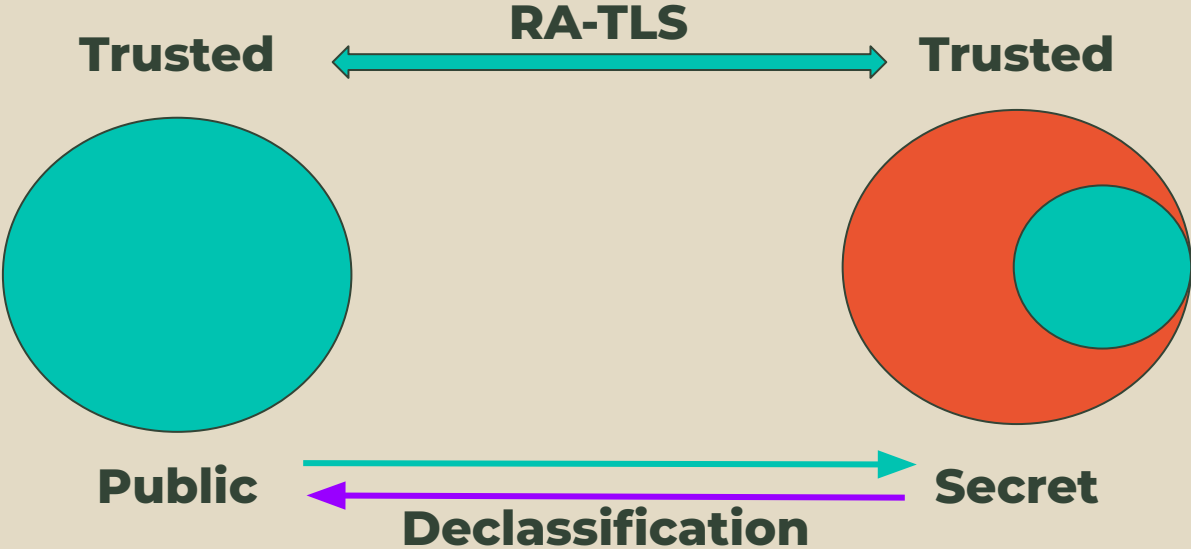 RA-TLS
Trusted
Trusted
Public
Secret
Declassification